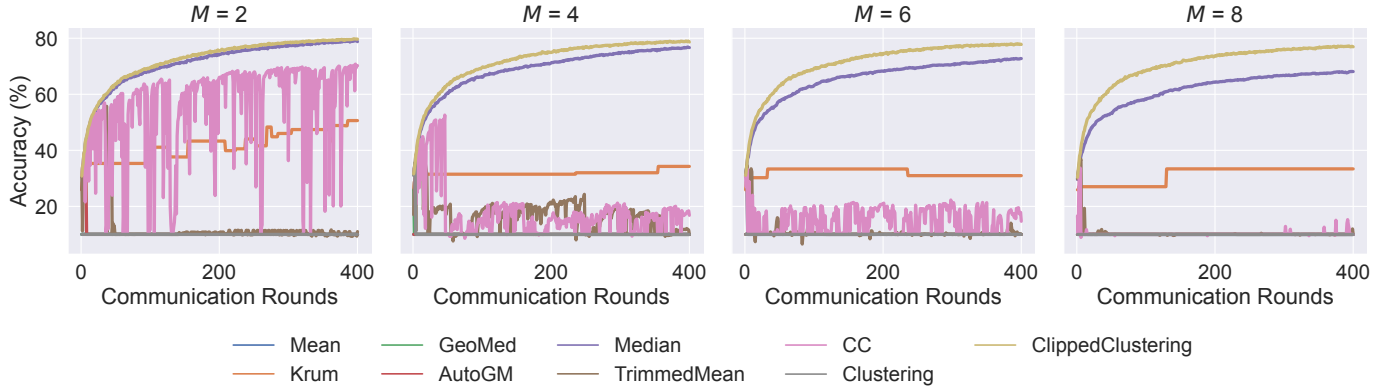 M = 2 M = 4 M = 6 M = 8
Accuracy (%)
80
60
40
20
0 200 400 0 200 400 0 200 400 0 200 400
Communication Rounds Communication Rounds Communication Rounds Communication Rounds
Mean GeoMed Median CC ClippedClustering
Krum AutoGM TrimmedMean Clustering